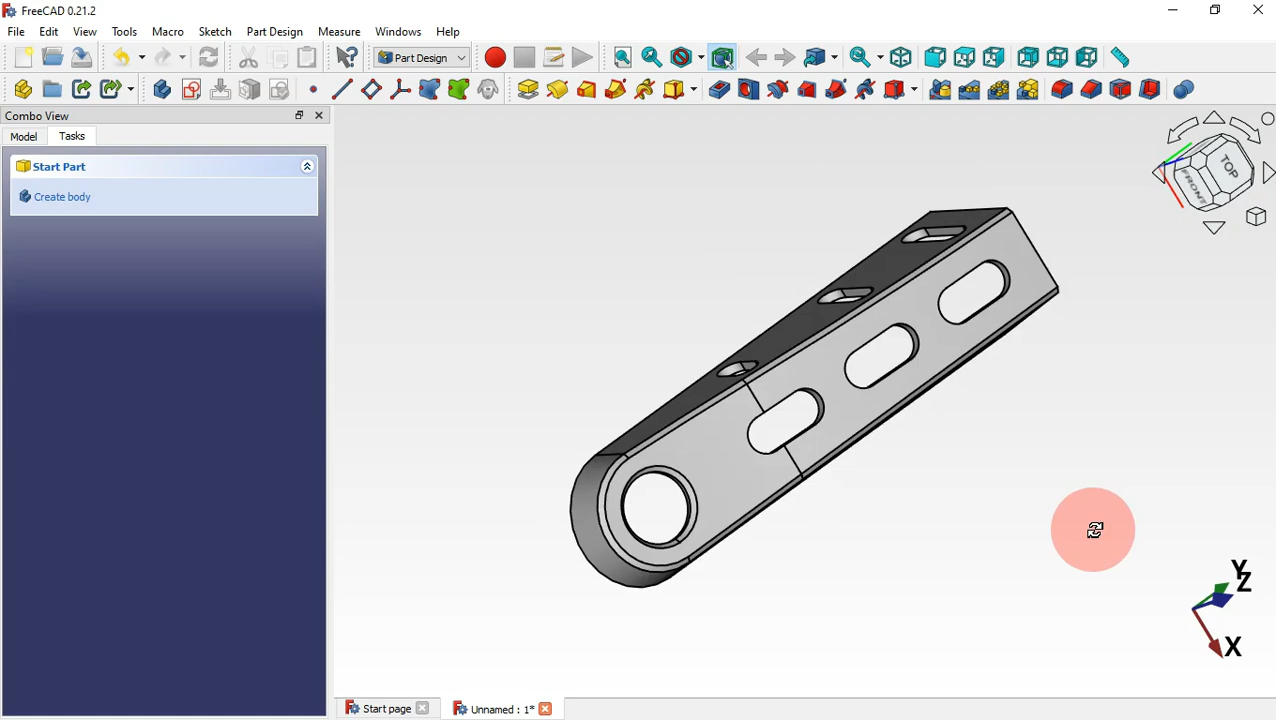 FreeCAD 0.21.2
File Edit View Tools Macro Sketch Part Design Measure Windows Help
Part Design
Combo View
Model Tasks
Start Part
Create body
TOP
FRONT
Y
Z
X
Start page Unnamed : 1*